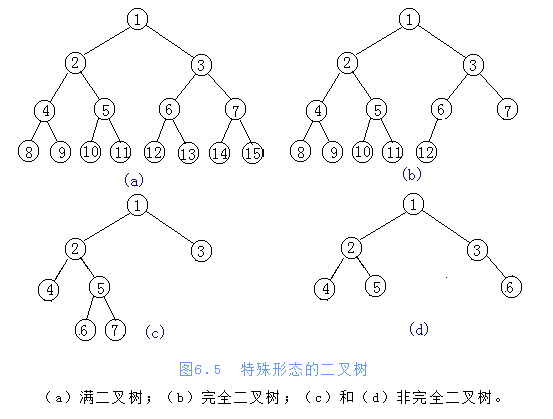 1 1
2 3 2 3
4 5 6 7 4 5 6 7
8 9 10 11 12 13 14 15 8 9 10 11 12
(a) (b)
1 1
2 3 2 3
4 5 4 5 6
6 7
(c) (d)
图6.5 特殊形态的二叉树
(a)满二叉树；(b)完全二叉树；(c)和(d)非完全二叉树。